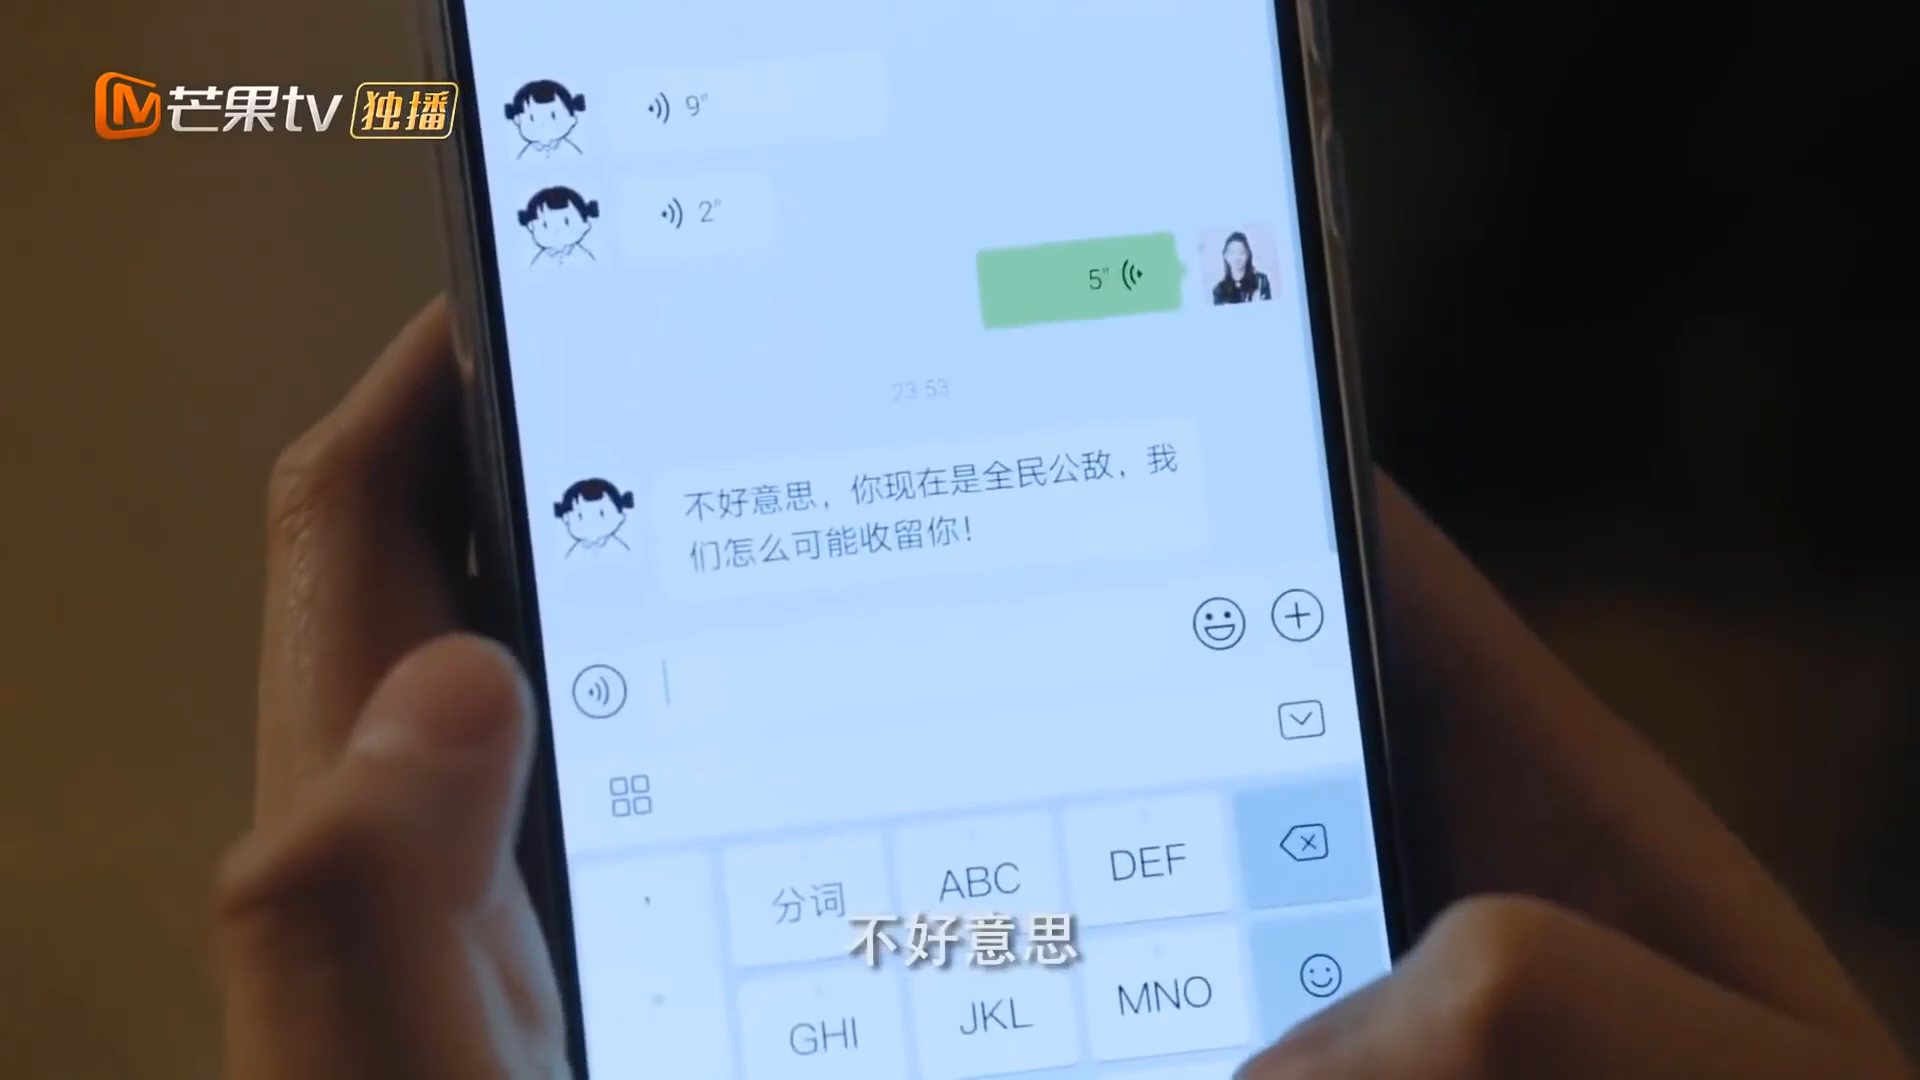 芒果tv 独播
9"
2"
5"
23:53
不好意思，你现在是全民公敌，我
们怎么可能收留你！
分词
ABC
DEF
不好意思
GHI
JKL
MNO